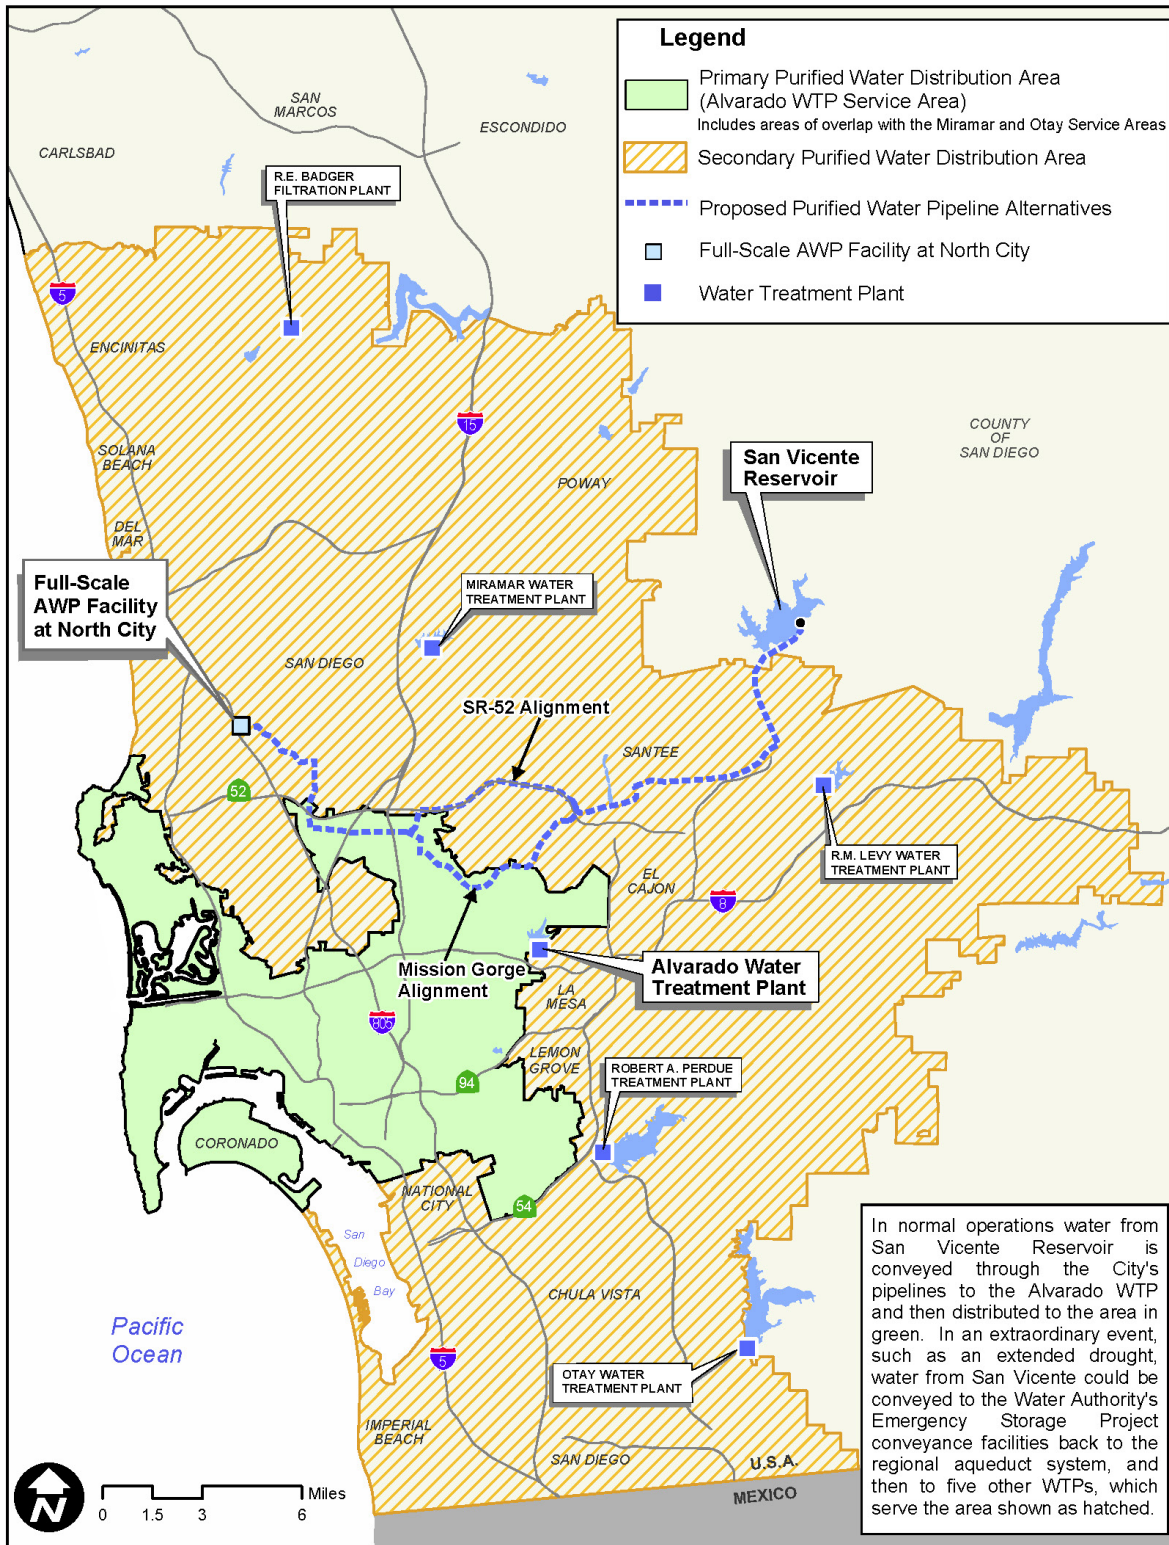 Legend
Primary Purified Water Distribution Area
(Alvarado WTP Service Area)
Includes areas of overlap with the Miramar and Otay Service Areas
Secondary Purified Water Distribution Area
Proposed Purified Water Pipeline Alternatives
Full-Scale AWP Facility at North City
Water Treatment Plant
SAN
MARCOS
ESCONDIDO
CARLSBAD
R.E. BADGER
FILTRATION PLANT
5
ENCINITAS
15
SOLANA
BEACH
POWAY
COUNTY
OF
SAN DIEGO
San Vicente
Reservoir
DEL
MAR
Full-Scale
AWP Facility
at North City
MIRAMAR WATER
TREATMENT PLANT
SAN DIEGO
SR-52 Alignment
SANTEE
52
R.M. LEVY WATER
TREATMENT PLANT
EL
CAJON
8
Mission Gorge
Alignment
Alvarado Water
Treatment Plant
LA
MESA
805
LEMON
GROVE
ROBERT A. PERDUE
TREATMENT PLANT
94
CORONADO
NATIONAL
CITY
54
San
Diego
Bay
CHULA VISTA
Pacific
Ocean
5
OTAY WATER
TREATMENT PLANT
IMPERIAL
BEACH
SAN DIEGO
U.S.A.
MEXICO
In normal operations water from
San Vicente Reservoir is
conveyed through the City's
pipelines to the Alvarado WTP
and then distributed to the area in
green. In an extraordinary event,
such as an extended drought,
water from San Vicente could be
conveyed to the Water Authority's
Emergency Storage Project
conveyance facilities back to the
regional aqueduct system, and
then to five other WTPs, which
serve the area shown as hatched.
N
Miles
0 1.5 3 6